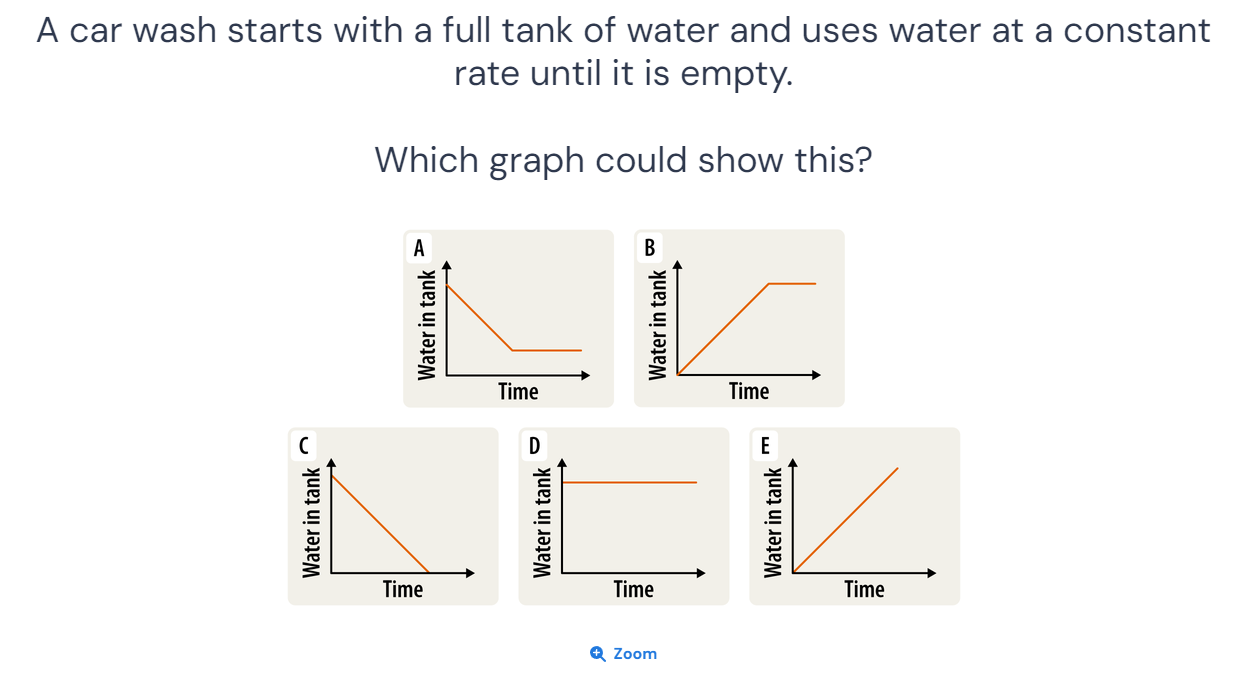 A car wash starts with a full tank of water and uses water at a constant
rate until it is empty.
Which graph could show this?
A
Water in tank
Time
B
Water in tank
Time
C
Water in tank
Time
D
Water in tank
Time
E
Water in tank
Time
Zoom